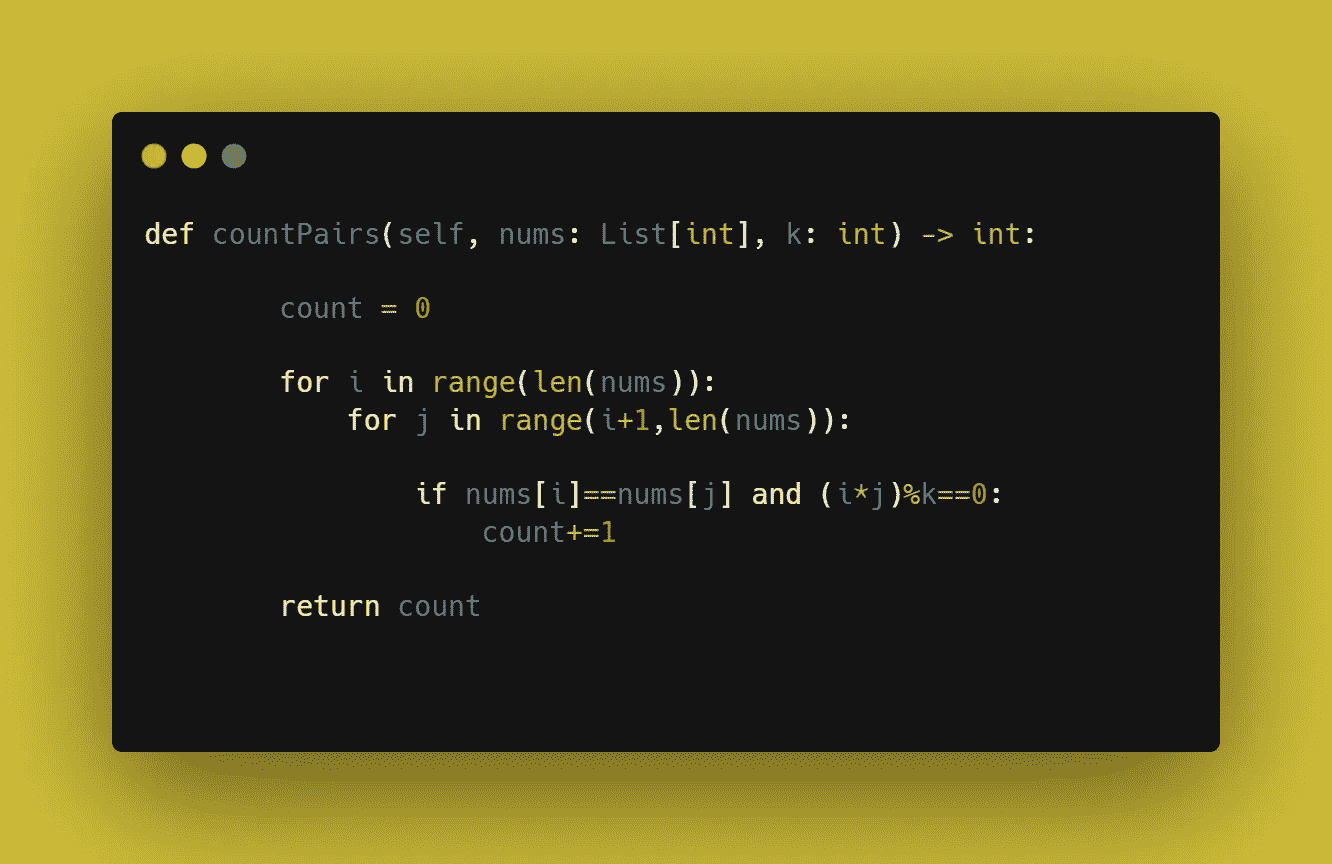 def countPairs(self, nums: List[int], k: int) -> int:
        count = 0
        for i in range(len(nums)):
            for j in range(i+1,len(nums)):
                if nums[i]==nums[j] and (i*j)%k==0:
                    count+=1
        return count